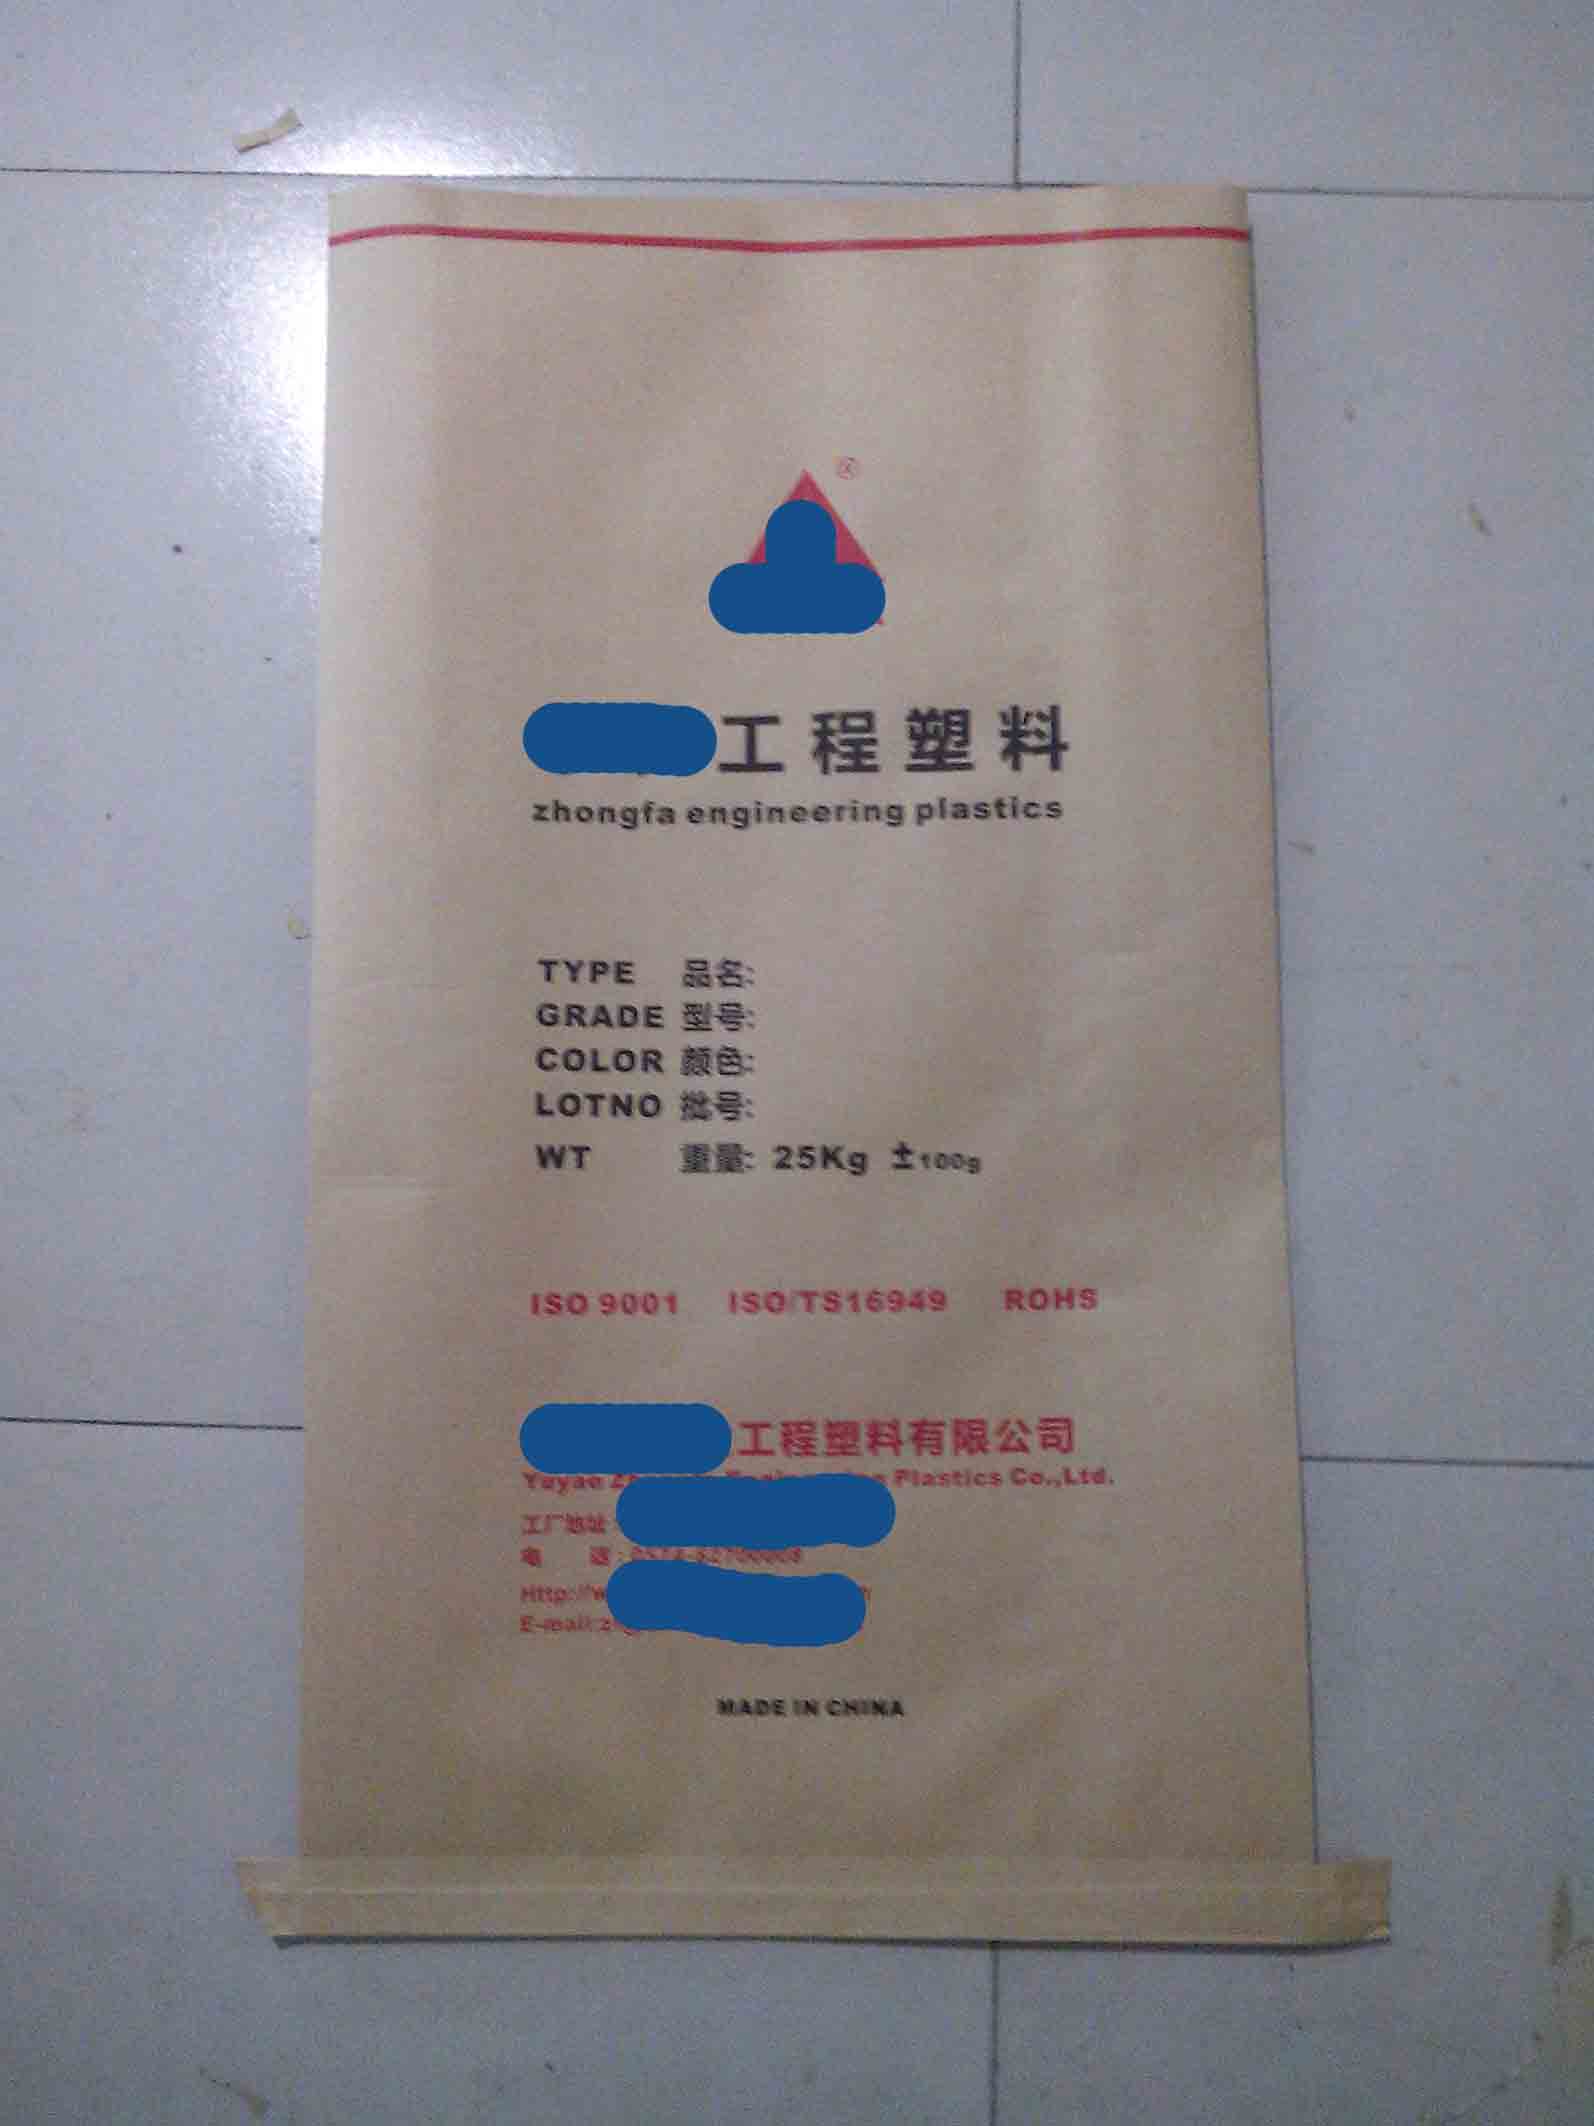 ®
工程塑料
zhongfa engineering plastics
TYPE 品名:
GRADE 型号:
COLOR 颜色:
LOTNO 批号:
WT 重量: 25Kg ±100g
ISO 9001 ISO/TS16949 ROHS
工程塑料有限公司
Yuyao Plastics Co.,Ltd.
工厂地址:
电 话:
Http://w
E-mail:z
MADE IN CHINA